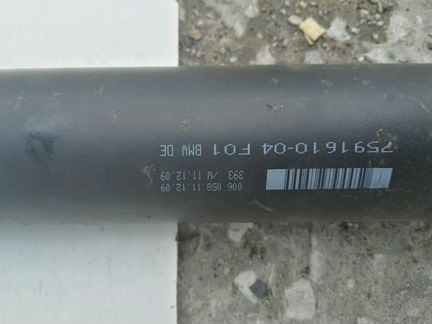 7591610-04 F01 BMW DE
393 /W 11.12.09
006 058 11.12.09